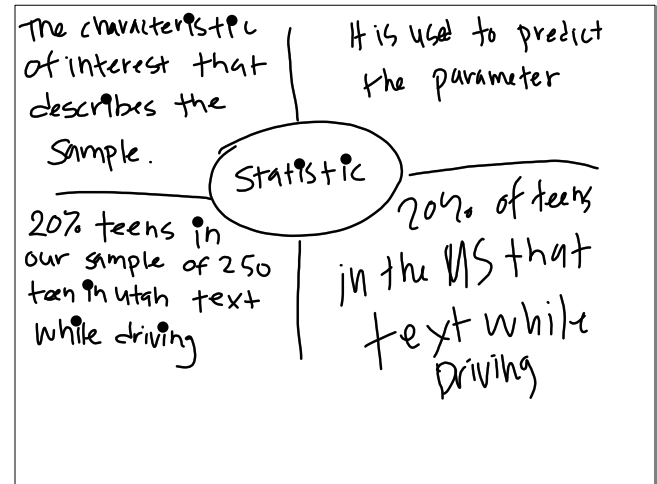 The characteristic
of interest that
describes the
Sample.
It is used to predict
the parameter
Statistic
20% teens in
our sample of 250
teen in utah text
while driving
20% of teens
in the US that
text while
Driving